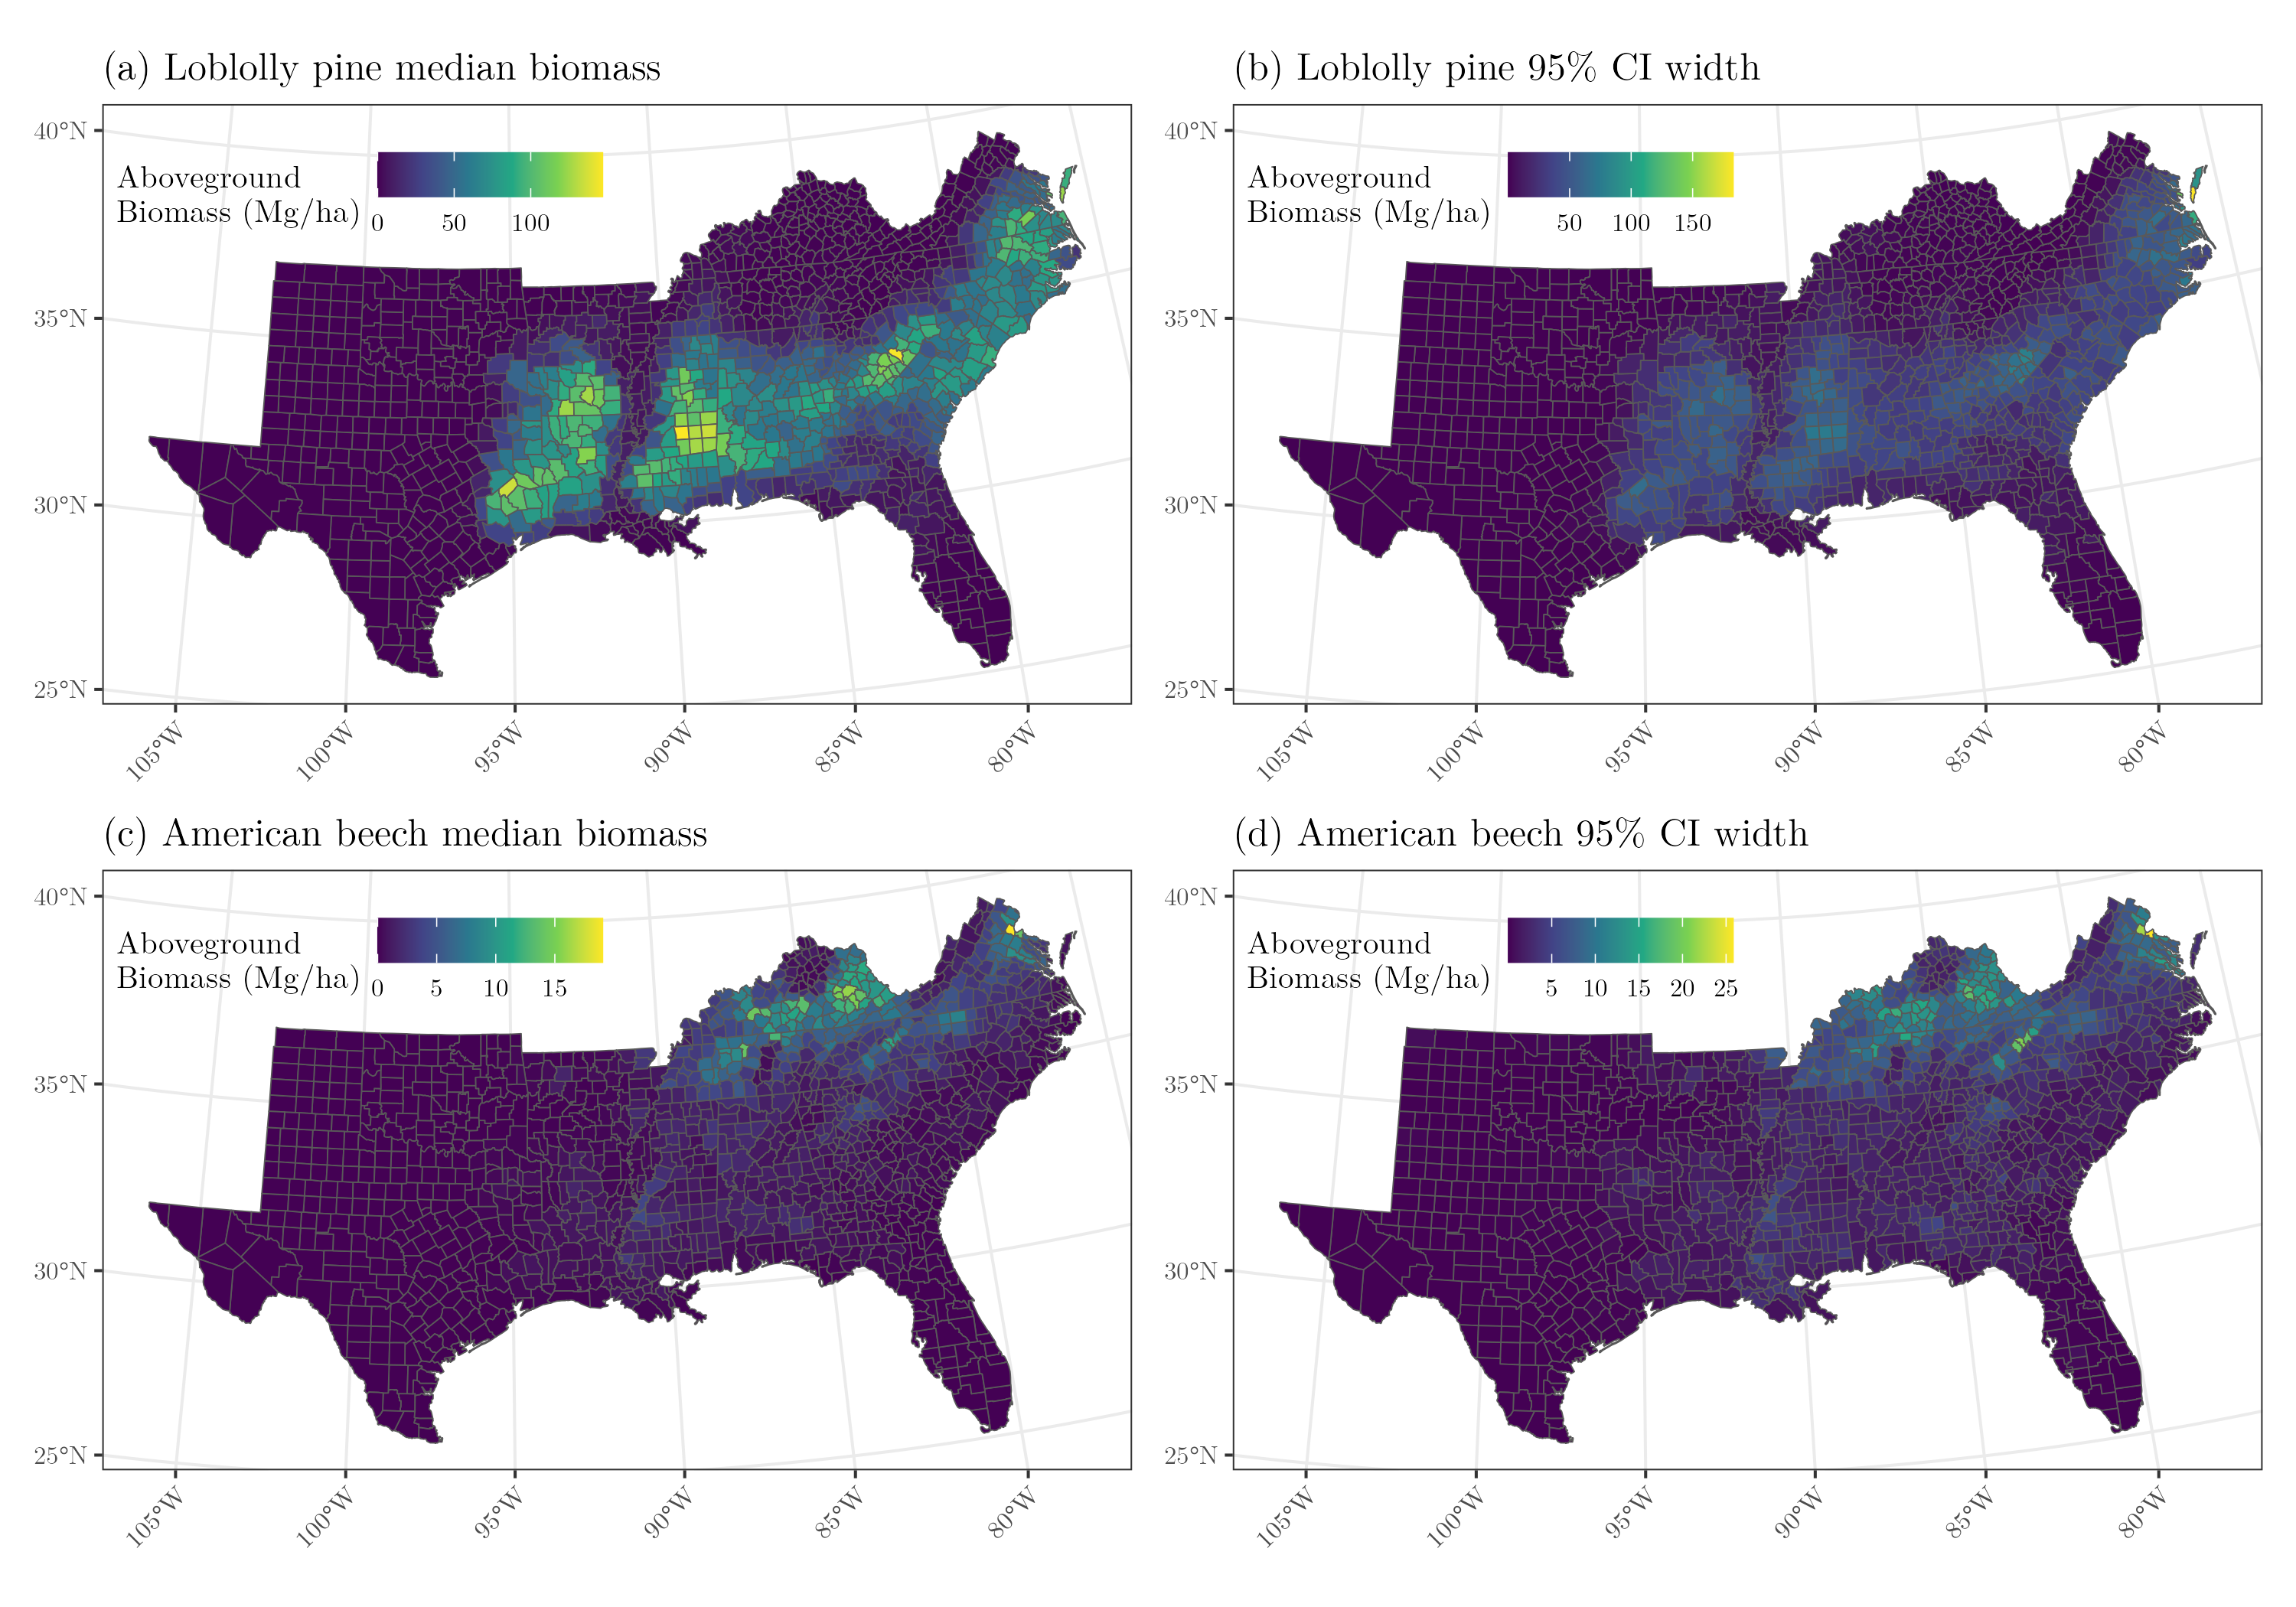 (a) Loblolly pine median biomass
Aboveground
Biomass (Mg/ha)
0 50 100
40°N
35°N
30°N
25°N
105°W 100°W 95°W 90°W 85°W 80°W
(b) Loblolly pine 95% CI width
Aboveground
Biomass (Mg/ha)
50 100 150
40°N
35°N
30°N
25°N
105°W 100°W 95°W 90°W 85°W 80°W
(c) American beech median biomass
Aboveground
Biomass (Mg/ha)
0 5 10 15
40°N
35°N
30°N
25°N
105°W 100°W 95°W 90°W 85°W 80°W
(d) American beech 95% CI width
Aboveground
Biomass (Mg/ha)
5 10 15 20 25
40°N
35°N
30°N
25°N
105°W 100°W 95°W 90°W 85°W 80°W